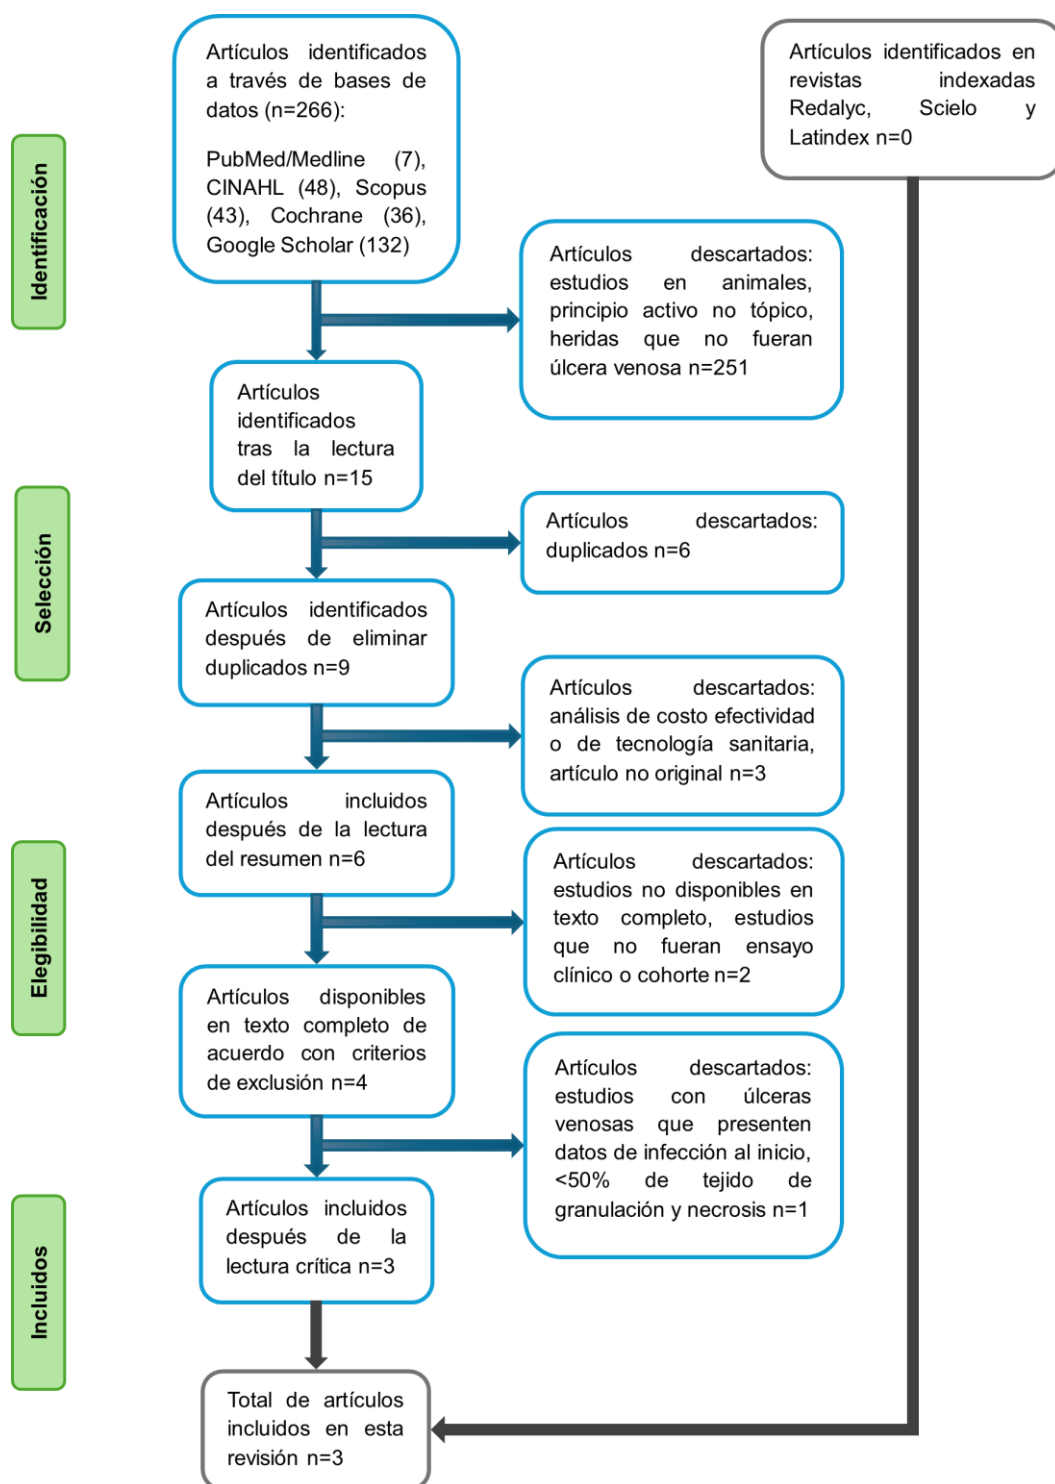 Artículos identificados
a través de bases de
datos (n=266):
PubMed/Medline (7),
CINAHL (48), Scopus
(43), Cochrane (36),
Google Scholar (132)
Artículos identificados en
revistas indexadas
Redalyc, Scielo y
Latindex n=0
Identificación
Artículos descartados:
estudios en animales,
principio activo no tópico,
heridas que no fueran
úlcera venosa n=251
Artículos
identificados
tras la lectura
del título n=15
Selección
Artículos descartados:
duplicados n=6
Artículos identificados
después de eliminar
duplicados n=9
Artículos descartados:
análisis de costo efectividad
o de tecnología sanitaria,
artículo no original n=3
Artículos incluidos
después de la lectura
del resumen n=6
Elegibilidad
Artículos descartados:
estudios no disponibles en
texto completo, estudios
que no fueran ensayo
clínico o cohorte n=2
Artículos disponibles
en texto completo de
acuerdo con criterios
de exclusión n=4
Artículos descartados:
estudios con úlceras
venosas que presenten
datos de infección al inicio,
<50% de tejido de
granulación y necrosis n=1
Artículos incluidos
después de la
lectura crítica n=3
Incluidos
Total de artículos
incluidos en esta
revisión n=3